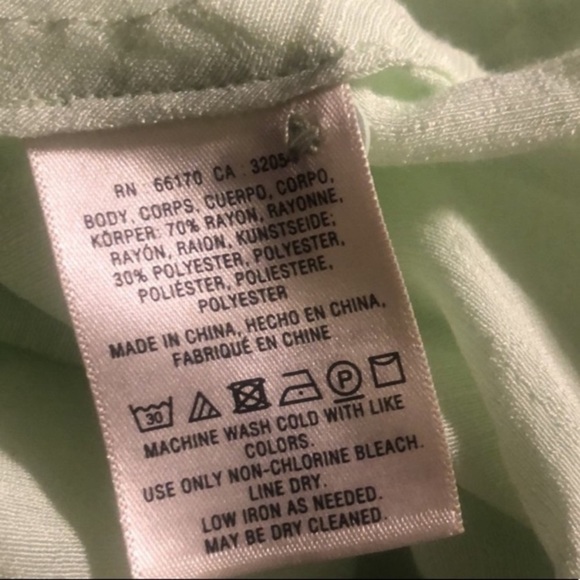 RN : 66170 CA : 3205
BODY, CORPS, CUERPO, CORPO,
KÖRPER: 70% RAYON, RAYONNE,
RAYÓN, RAION, KUNSTSEIDE;
30% POLYESTER, POLYESTER,
POLIÉSTER, POLIESTERE,
POLYESTER
MADE IN CHINA, HECHO EN CHINA,
FABRIQUÉ EN CHINE
30 P
MACHINE WASH COLD WITH LIKE
COLORS.
USE ONLY NON-CHLORINE BLEACH.
LINE DRY.
LOW IRON AS NEEDED.
MAY BE DRY CLEANED.